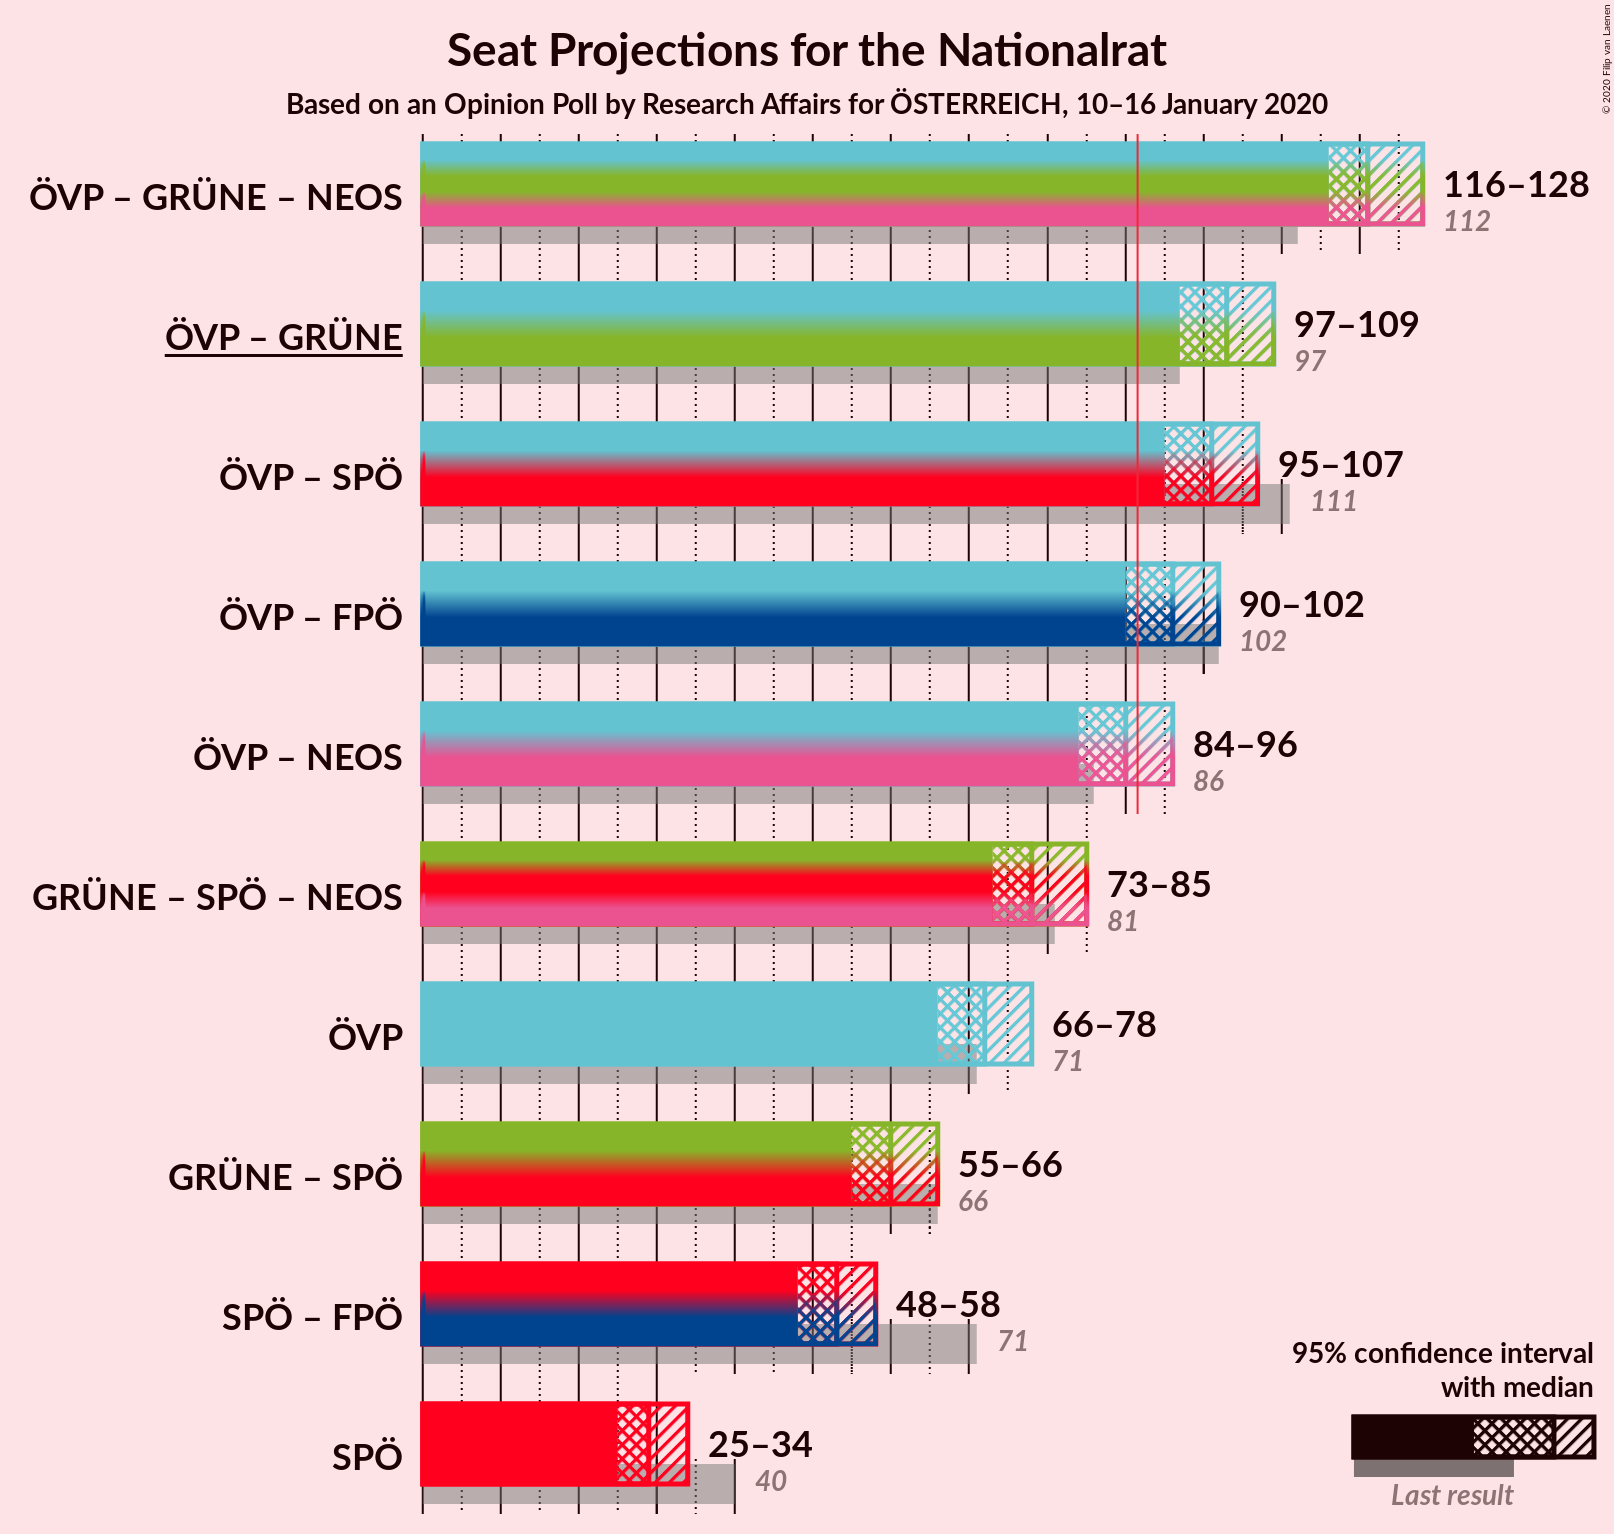 Seat Projections for the Nationalrat
Based on an Opinion Poll by Research Affairs for ÖSTERREICH, 10–16 January 2020
© 2020 Filip van Laenen
ÖVP – GRÜNE – NEOS
116–128
112
ÖVP – GRÜNE
97–109
97
ÖVP – SPÖ
95–107
111
ÖVP – FPÖ
90–102
102
ÖVP – NEOS
84–96
86
GRÜNE – SPÖ – NEOS
73–85
81
ÖVP
66–78
71
GRÜNE – SPÖ
55–66
66
SPÖ – FPÖ
48–58
71
SPÖ
25–34
40
95% confidence interval
with median
Last result